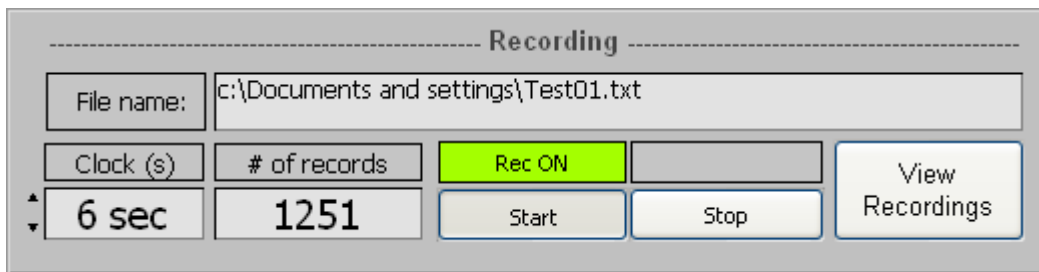 Recording
File name:
c:\Documents and settings\Test01.txt
Clock (s)
# of records
Rec ON
View
Recordings
6 sec
1251
Start
Stop